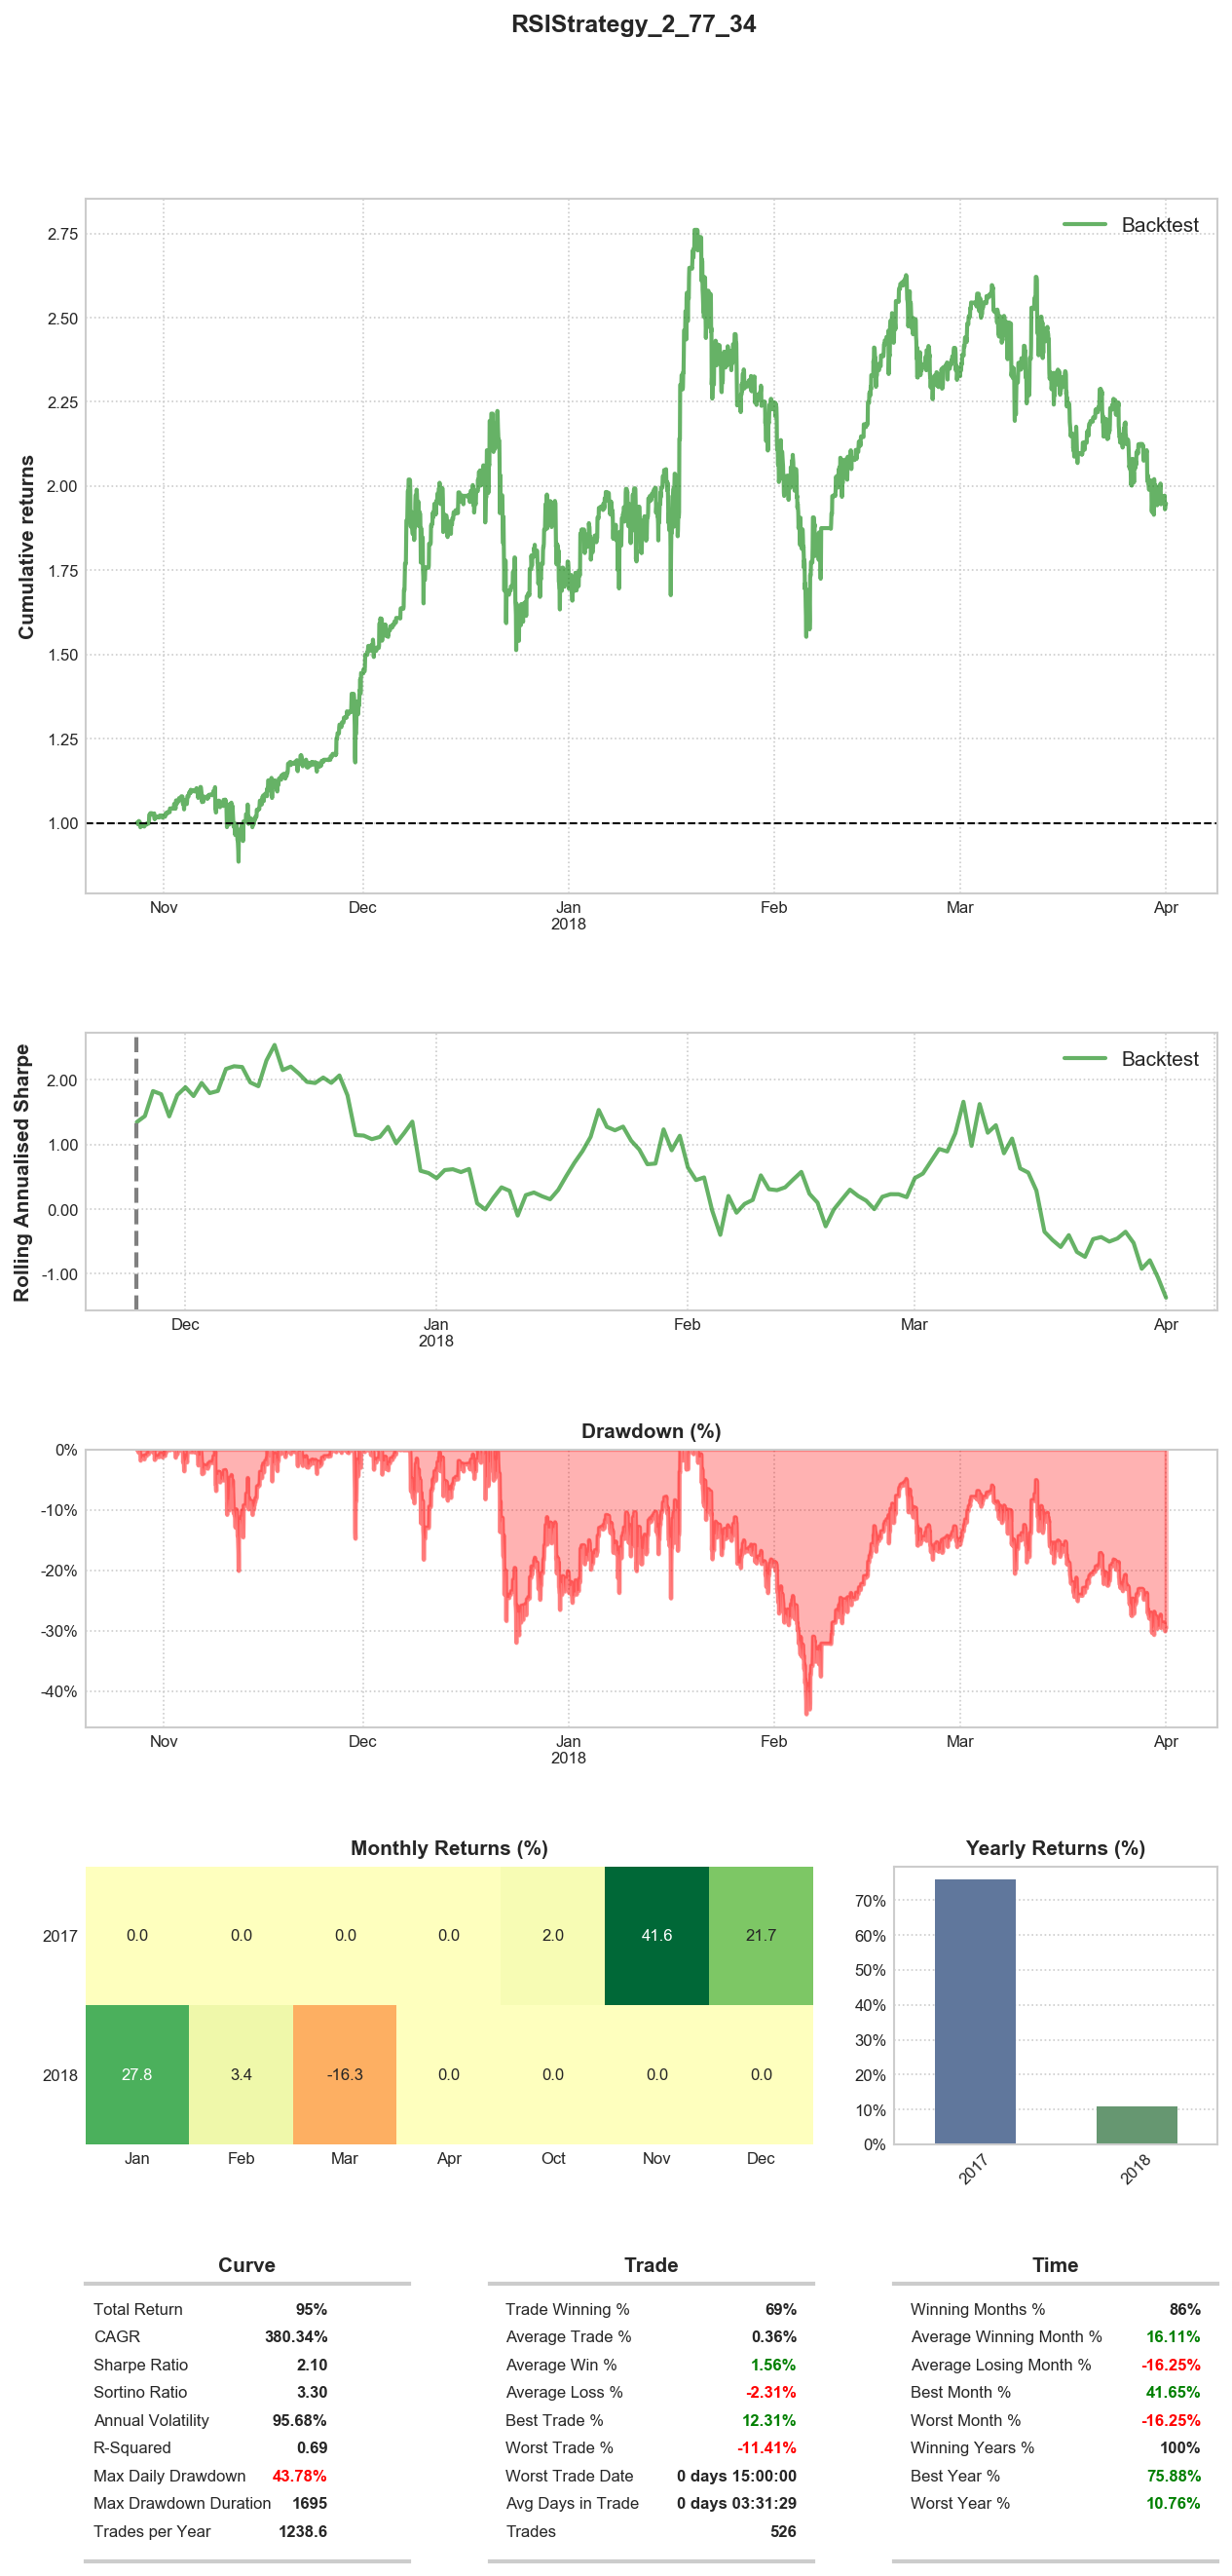 RSIStrategy_2_77_34
Backtest
Cumulative returns
2.75
2.50
2.25
2.00
1.75
1.50
1.25
1.00
Nov Dec Jan Feb Mar Apr
2018
Backtest
Rolling Annualised Sharpe
2.00
1.00
0.00
-1.00
Dec Jan Feb Mar Apr
2018
Drawdown (%)
0%
-10%
-20%
-30%
-40%
Nov Dec Jan Feb Mar Apr
2018
Monthly Returns (%)
2017 0.0 0.0 0.0 0.0 2.0 41.6 21.7
2018 27.8 3.4 -16.3 0.0 0.0 0.0 0.0
Jan Feb Mar Apr Oct Nov Dec
Yearly Returns (%)
70%
60%
50%
40%
30%
20%
10%
0%
2017 2018
Curve
Total Return 95%
CAGR 380.34%
Sharpe Ratio 2.10
Sortino Ratio 3.30
Annual Volatility 95.68%
R-Squared 0.69
Max Daily Drawdown 43.78%
Max Drawdown Duration 1695
Trades per Year 1238.6
Trade
Trade Winning % 69%
Average Trade % 0.36%
Average Win % 1.56%
Average Loss % -2.31%
Best Trade % 12.31%
Worst Trade % -11.41%
Worst Trade Date 0 days 15:00:00
Avg Days in Trade 0 days 03:31:29
Trades 526
Time
Winning Months % 86%
Average Winning Month % 16.11%
Average Losing Month % -16.25%
Best Month % 41.65%
Worst Month % -16.25%
Winning Years % 100%
Best Year % 75.88%
Worst Year % 10.76%